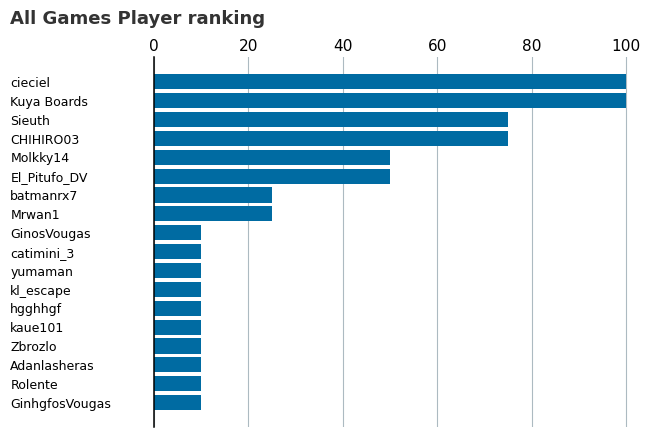 All Games Player ranking
0 20 40 60 80 100
cieciel
Kuya Boards
Sieuth
CHIHIRO03
Molkky14
El_Pitufo_DV
batmanrx7
Mrwan1
GinosVougas
catimini_3
yumaman
kl_escape
hgghhgf
kaue101
Zbrozlo
Adanlasheras
Rolente
GinhgfosVougas